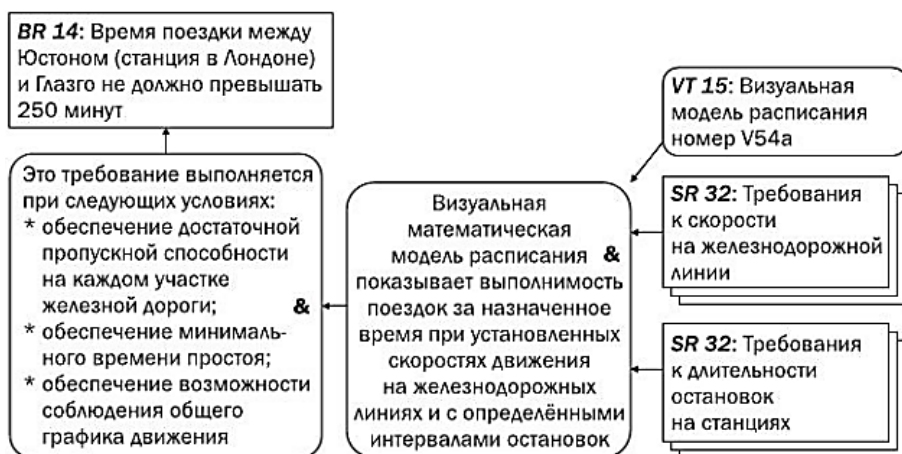 BR 14: Время поездки между
Юстоном (станция в Лондоне)
и Глазго не должно превышать
250 минут
Это требование выполняется
при следующих условиях:
* обеспечение достаточной
пропускной способности
на каждом участке
железной дороги;
* обеспечение минималь-
ного времени простоя;
* обеспечение возможности
соблюдения общего
графика движения
&
Визуальная
математическая
модель расписания &
показывает выполнимость
поездок за назначенное
время при установленных
скоростях движения
на железнодорожных
линиях и с определёнными
интервалами остановок
VT 15: Визуальная
модель расписания
номер V54a
SR 32: Требования
к скорости
на железнодорожной
линии
SR 32: Требования
к длительности
остановок
на станциях